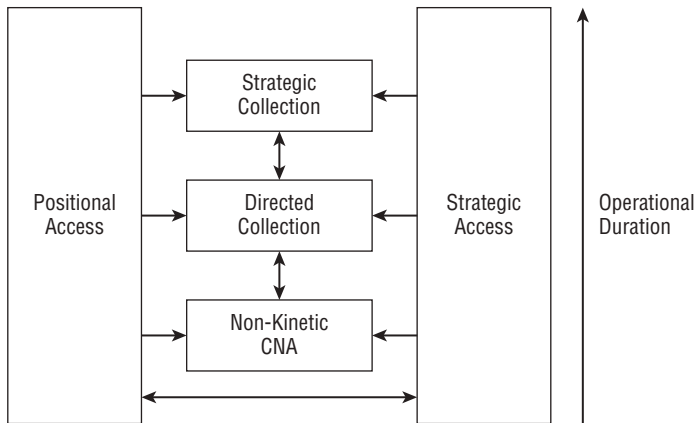 Strategic
Collection
Positional
Access
Directed
Collection
Strategic
Access
Operational
Duration
Non-Kinetic
CNA